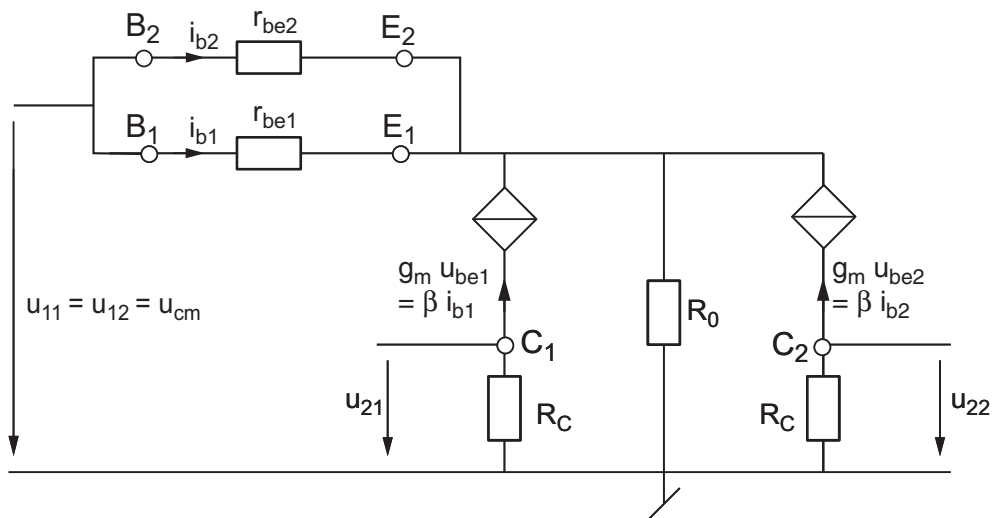 B2 ib2 rbe2 E2
B1 ib1 rbe1 E1
u11 = u12 = ucm
gm ube1
= β ib1
R0
gm ube2
= β ib2
C1
C2
u21
RC
RC
u22